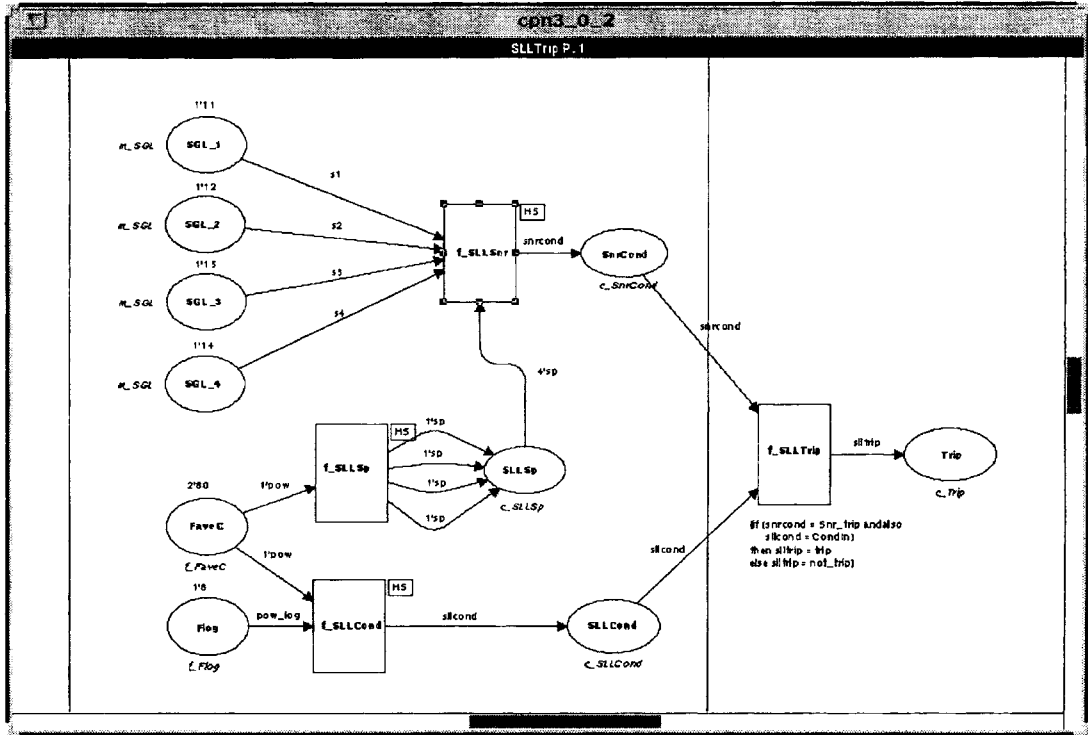 cpn3_0_2
SLLTrip P. 1
1'11
m_SGL
SGL_1
s1
1'12
m_SGL
SGL_2
s2
1'13
m_SGL
SGL_3
s3
1'14
m_SGL
SGL_4
s4
HS
f_SLLSnr
snrcond
SnrCond
c_SnrCond
snrcond
4'sp
HS
f_SLLSp
1'sp
1'sp
1'sp
1'sp
SLLSp
c_SLLSp
2'80
FaveC
f_FaveC
1'pow
1'pow
1'8
Flog
f_Flog
pow_log
HS
f_SLLCond
sllcond
SLLCond
c_SLLCond
sllcond
f_SLLTrip
slltrip
Trip
c_Trip
(if (snrcond = Snr_trip andalso
sllcond = CondIn)
then slltrip = trip
else slltrip = not_trip)